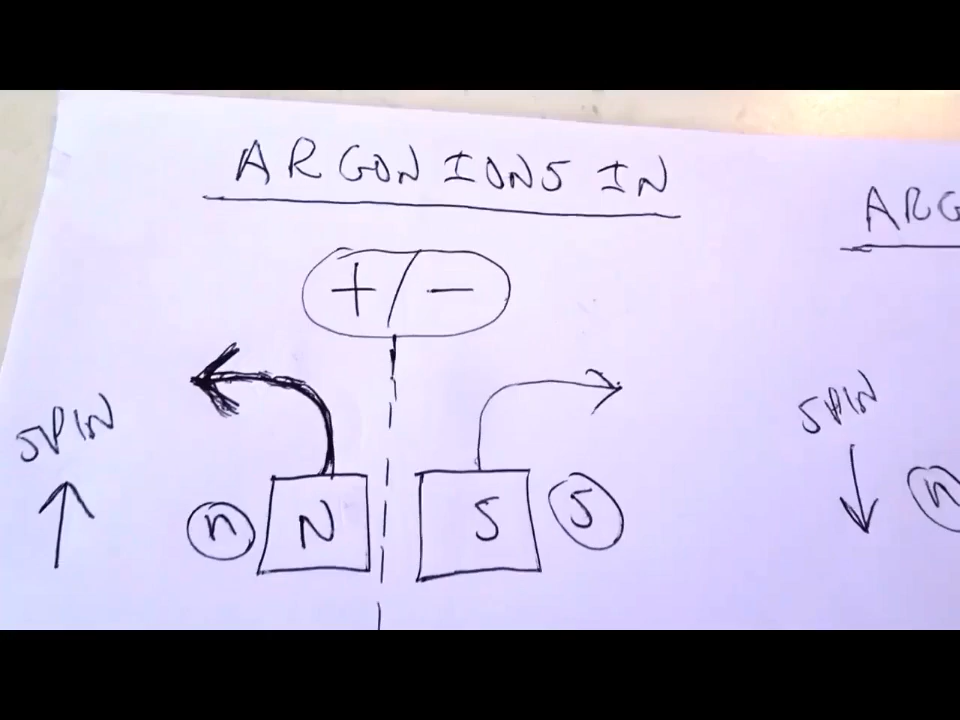 ARGON IONS IN
ARG
+/-
SPIN
SPIN
n N S S
n